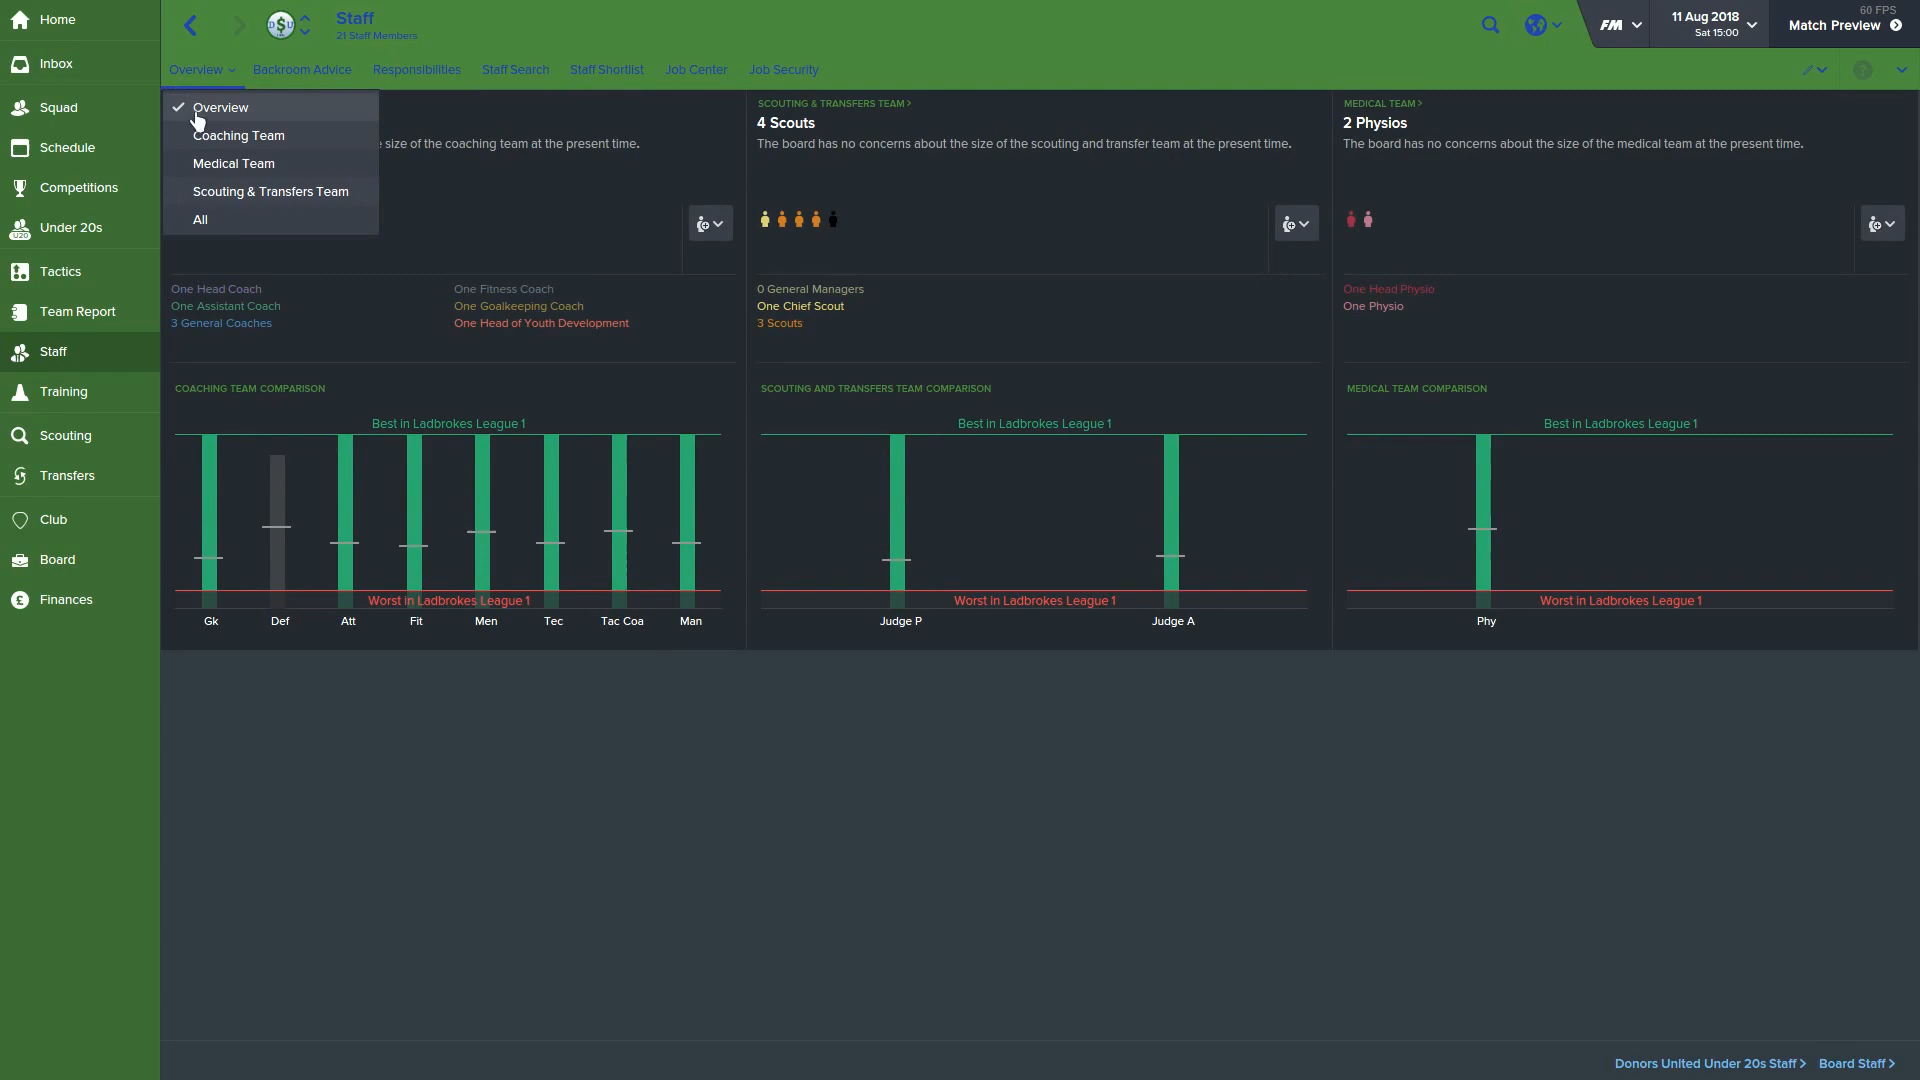 Home
Inbox
Squad
Schedule
Competitions
Under 20s
Tactics
Team Report
Staff
Training
Scouting
Transfers
Club
Board
Finances
Staff
21 Staff Members
FM
11 Aug 2018
Sat 15:00
60 FPS
Match Preview
Overview
Backroom Advice
Responsibilities
Staff Search
Staff Shortlist
Job Center
Job Security
Overview
Coaching Team
Medical Team
Scouting & Transfers Team
All
size of the coaching team at the present time.
One Head Coach
One Assistant Coach
3 General Coaches
One Fitness Coach
One Goalkeeping Coach
One Head of Youth Development
COACHING TEAM COMPARISON
Best in Ladbrokes League 1
Worst in Ladbrokes League 1
Gk Def Att Fit Men Tec Tac Coa Man
SCOUTING & TRANSFERS TEAM >
4 Scouts
The board has no concerns about the size of the scouting and transfer team at the present time.
0 General Managers
One Chief Scout
3 Scouts
SCOUTING AND TRANSFERS TEAM COMPARISON
Best in Ladbrokes League 1
Worst in Ladbrokes League 1
Judge P Judge A
MEDICAL TEAM >
2 Physios
The board has no concerns about the size of the medical team at the present time.
One Head Physio
One Physio
MEDICAL TEAM COMPARISON
Best in Ladbrokes League 1
Worst in Ladbrokes League 1
Phy
Donors United Under 20s Staff > Board Staff >